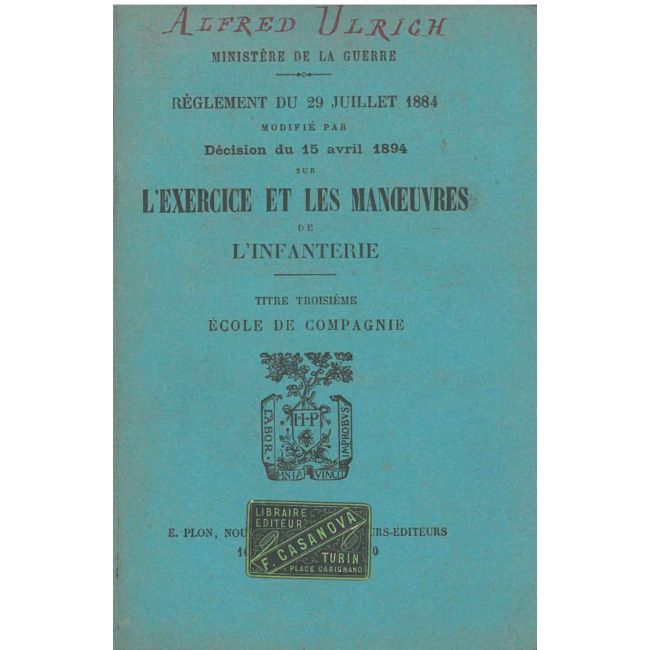 ALFRED ULRICH
MINISTÈRE DE LA GUERRE
RÈGLEMENT DU 29 JUILLET 1884
MODIFIÉ PAR
Décision du 15 avril 1894
SUR
L'EXERCICE ET LES MANŒUVRES
DE
L'INFANTERIE
TITRE TROISIÈME
ÉCOLE DE COMPAGNIE
H·P
LABOR
OMNIA VINCIT
IMPROBVS
E. PLON, NOU URS-ÉDITEURS
LIBRAIRE
EDITEUR
F. CASANOVA
TURIN
PLACE CARIGNANO